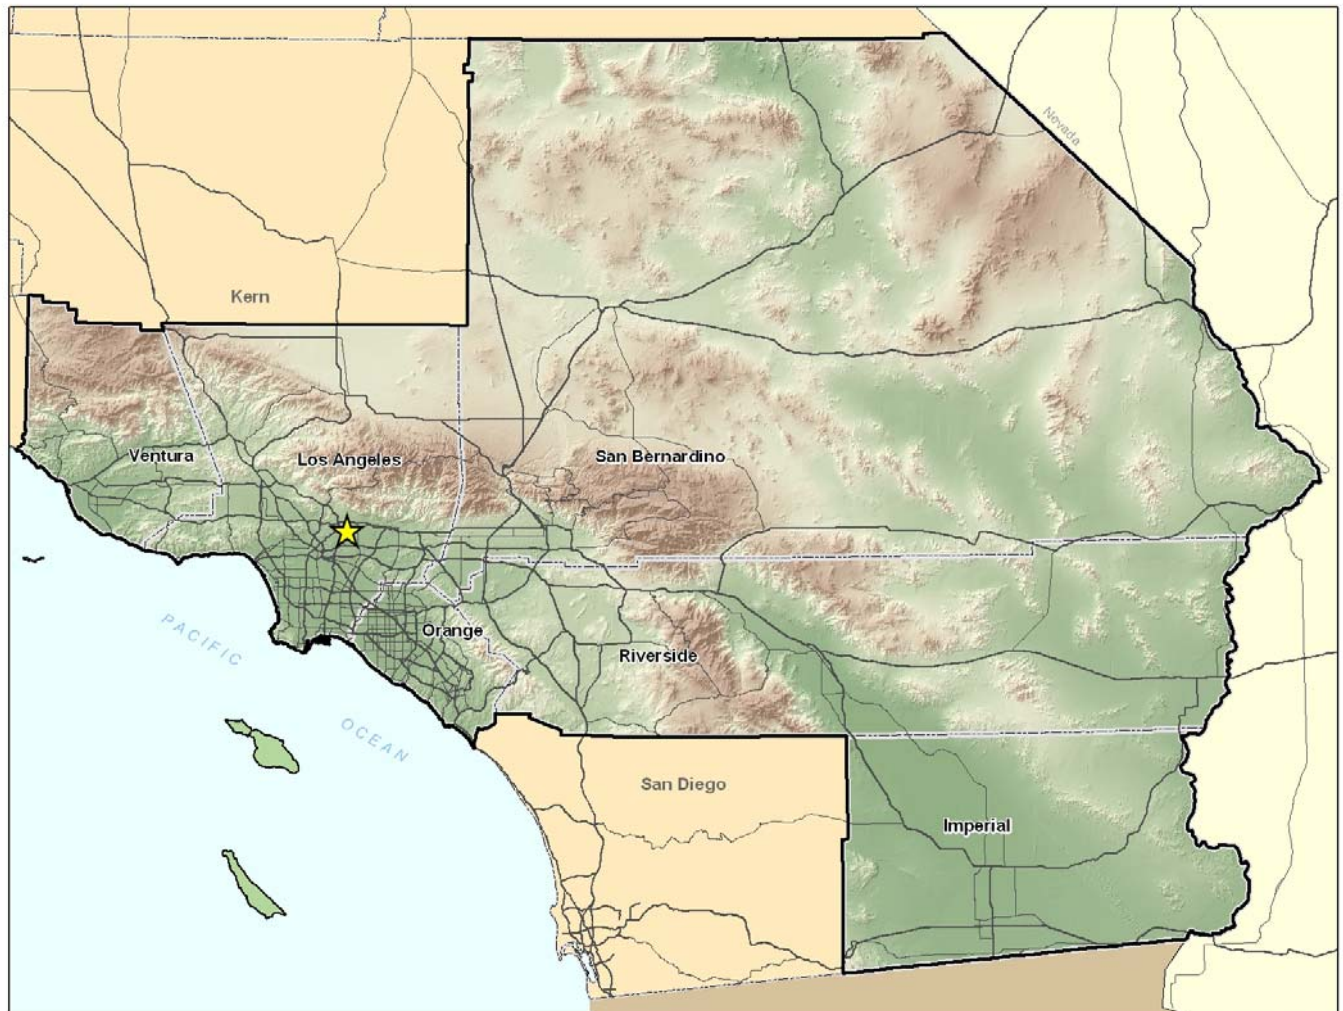 Nevada
Kern
Ventura
Los Angeles
San Bernardino
PACIFIC
Orange
Riverside
OCEAN
San Diego
Imperial